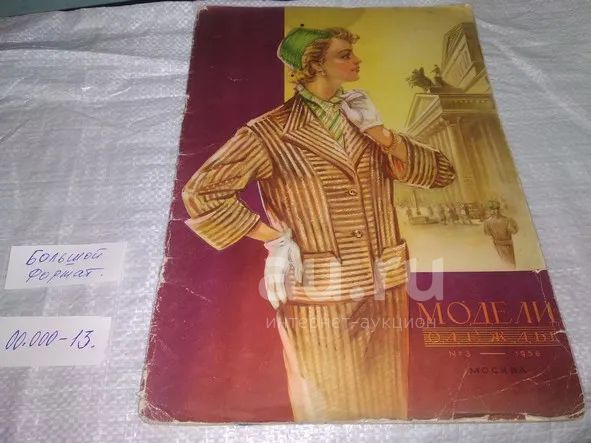 БОЛЬШОЙ
формат.
00.000-13.
au.ru
интернет-аукцион
МОДЕЛИ
ОДЕЖДЫ
№3 — 1956
МОСКВА